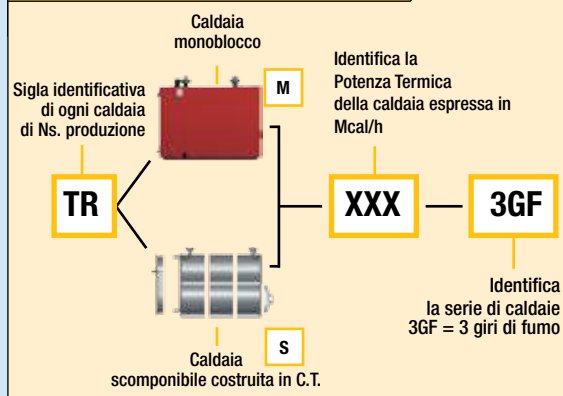 Caldaia
monoblocco
M
Identifica la
Potenza Termica
della caldaia espressa in
Mcal/h
Sigla identificativa
di ogni caldaia
di Ns. produzione
TR
XXX
3GF
Identifica
la serie di caldaie
3GF = 3 giri di fumo
S
Caldaia
scomponibile costruita in C.T.